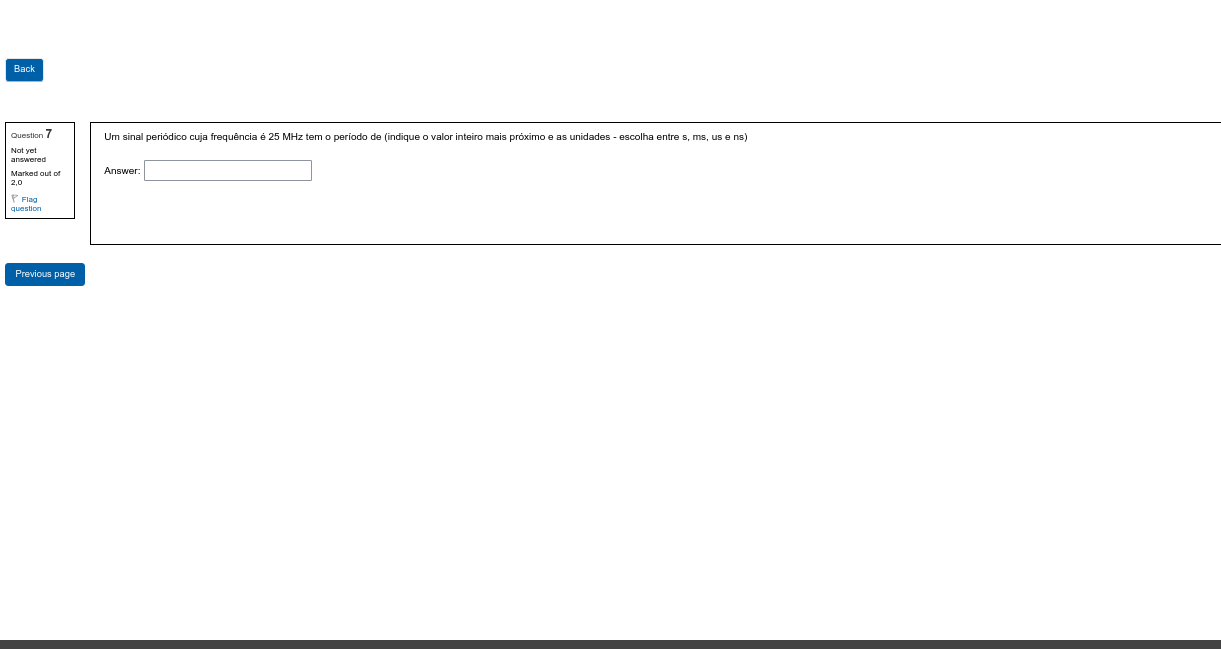 Back
Question 7
Not yet
answered
Marked out of
2,0
Flag
question
Um sinal periódico cuja frequência é 25 MHz tem o período de (indique o valor inteiro mais próximo e as unidades - escolha entre s, ms, us e ns)
Answer:
Previous page